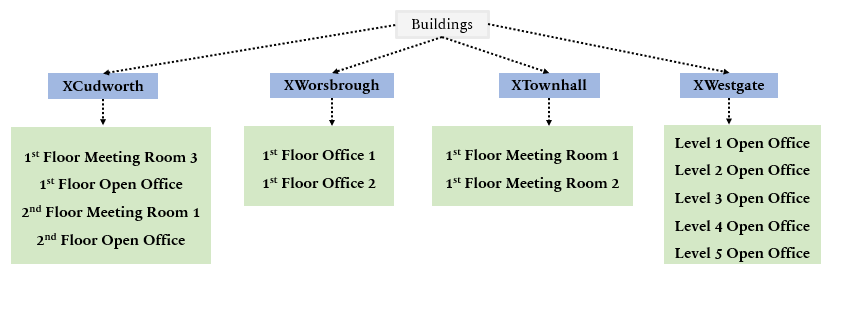 Buildings
XCudworth
XWorsbrough
XTownhall
XWestgate
1st Floor Meeting Room 3
1st Floor Open Office
2nd Floor Meeting Room 1
2nd Floor Open Office
1st Floor Office 1
1st Floor Office 2
1st Floor Meeting Room 1
1st Floor Meeting Room 2
Level 1 Open Office
Level 2 Open Office
Level 3 Open Office
Level 4 Open Office
Level 5 Open Office